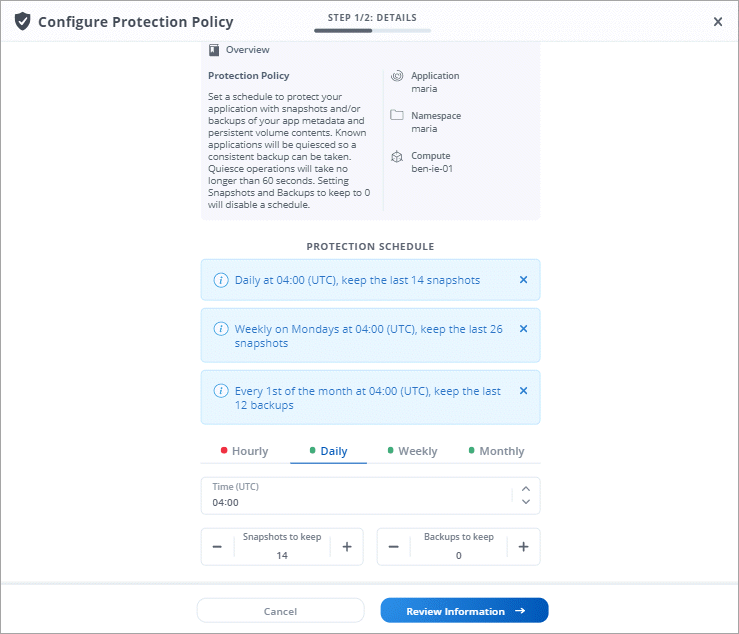 Configure Protection Policy
STEP 1/2: DETAILS
Overview
Protection Policy
Set a schedule to protect your
application with snapshots and/or
backups of your app metadata and
persistent volume contents. Known
applications will be quiesced so a
consistent backup can be taken.
Quiesce operations will take no
longer than 60 seconds. Setting
Snapshots and Backups to keep to 0
will disable a schedule.
Application
maria
Namespace
maria
Compute
ben-ie-01
PROTECTION SCHEDULE
Daily at 04:00 (UTC), keep the last 14 snapshots
Weekly on Mondays at 04:00 (UTC), keep the last 26
snapshots
Every 1st of the month at 04:00 (UTC), keep the last
12 backups
Hourly Daily Weekly Monthly
Time (UTC)
04:00
Snapshots to keep
14
Backups to keep
0
Cancel
Review Information →